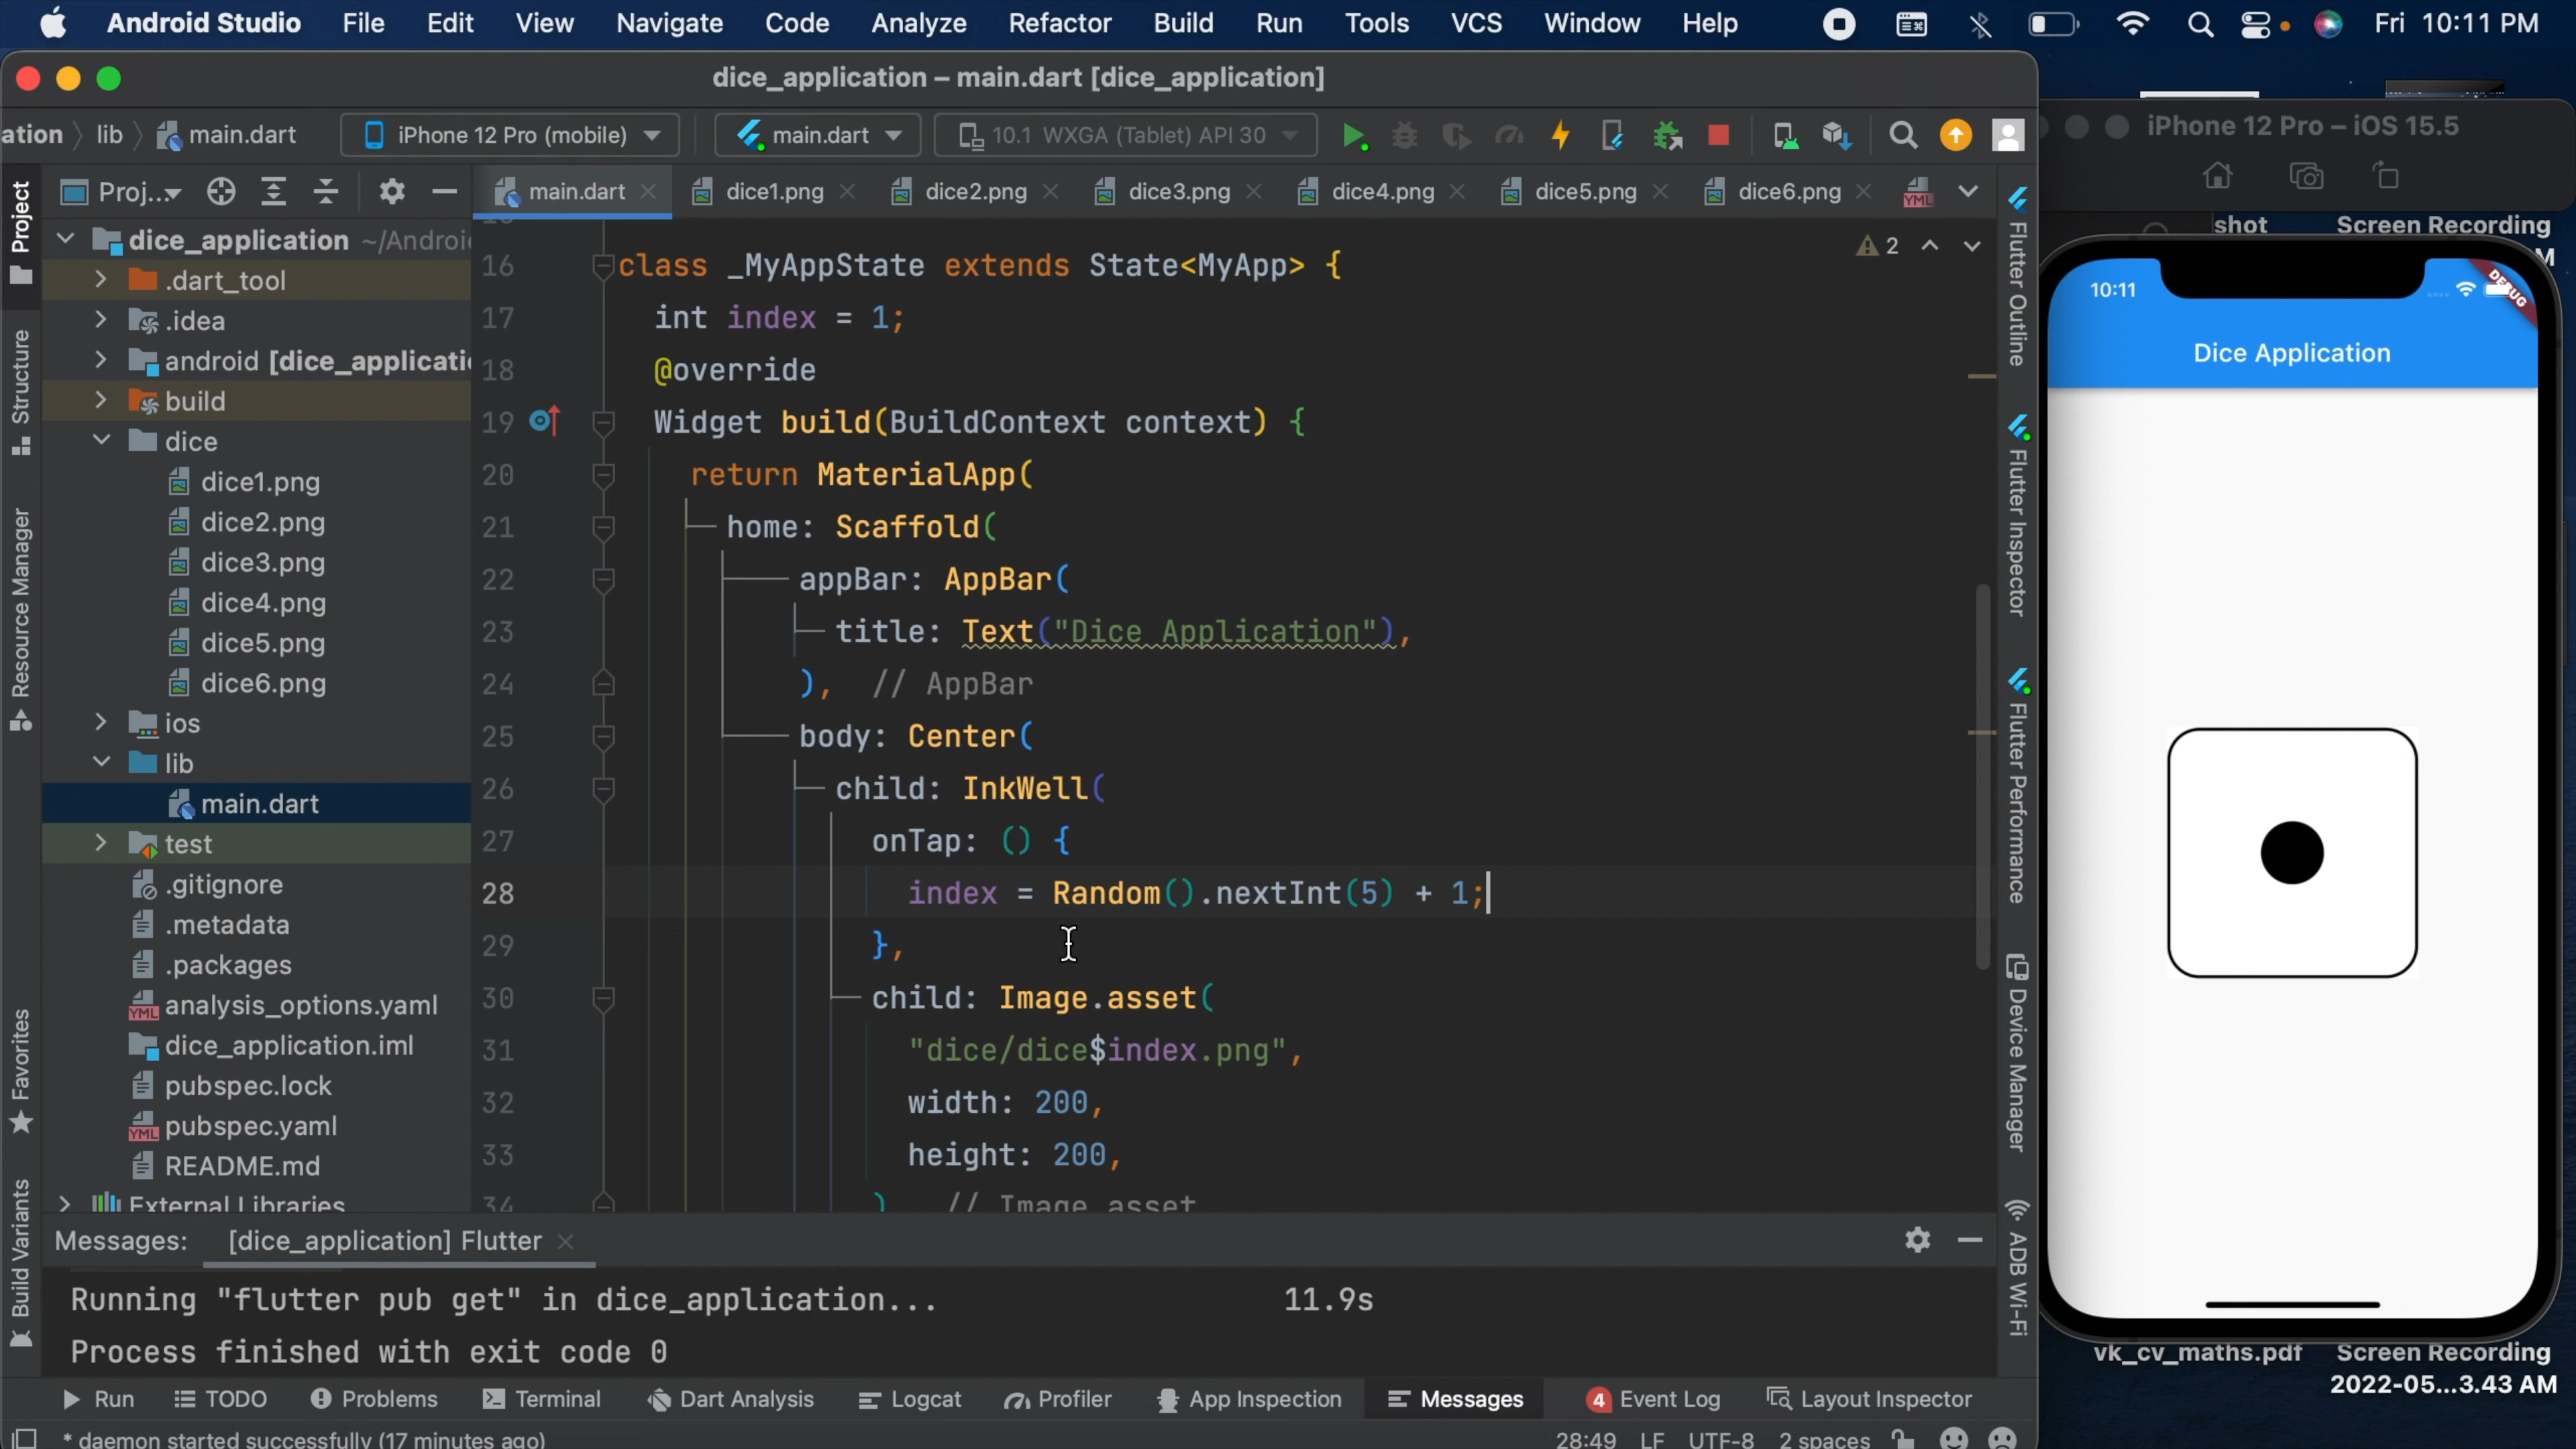 Android Studio File Edit View Navigate Code Analyze Refactor Build Run Tools VCS Window Help Fri 10:11 PM
dice_application – main.dart [dice_application]
ation lib main.dart iPhone 12 Pro (mobile) main.dart 10.1 WXGA (Tablet) API 30
Proj... main.dart dice1.png dice2.png dice3.png dice4.png dice5.png dice6.png
Project
Structure
Resource Manager
Favorites
Build Variants
dice_application ~/Androi
.dart_tool
.idea
android [dice_applicati
build
dice
dice1.png
dice2.png
dice3.png
dice4.png
dice5.png
dice6.png
ios
lib
main.dart
test
.gitignore
.metadata
.packages
analysis_options.yaml
dice_application.iml
pubspec.lock
pubspec.yaml
README.md
External Libraries
2
16 class _MyAppState extends State<MyApp> {
17 int index = 1;
18 @override
19 Widget build(BuildContext context) {
20 return MaterialApp(
21 home: Scaffold(
22 appBar: AppBar(
23 title: Text("Dice Application"),
24 ), // AppBar
25 body: Center(
26 child: InkWell(
27 onTap: () {
28 index = Random().nextInt(5) + 1;
29 },
30 child: Image.asset(
31 "dice/dice$index.png",
32 width: 200,
33 height: 200,
34 ) // Image.asset
Flutter Outline
Flutter Inspector
Flutter Performance
Device Manager
ADB Wi-Fi
Messages: [dice_application] Flutter
Running "flutter pub get" in dice_application... 11.9s
Process finished with exit code 0
Run TODO Problems Terminal Dart Analysis Logcat Profiler App Inspection Messages 4 Event Log Layout Inspector
* daemon started successfully (17 minutes ago) 28:49 LF UTF-8 2 spaces
iPhone 12 Pro – iOS 15.5
shot Screen Recording
M
10:11
DEBUG
Dice Application
vk_cv_maths.pdf Screen Recording
2022-05...3.43 AM